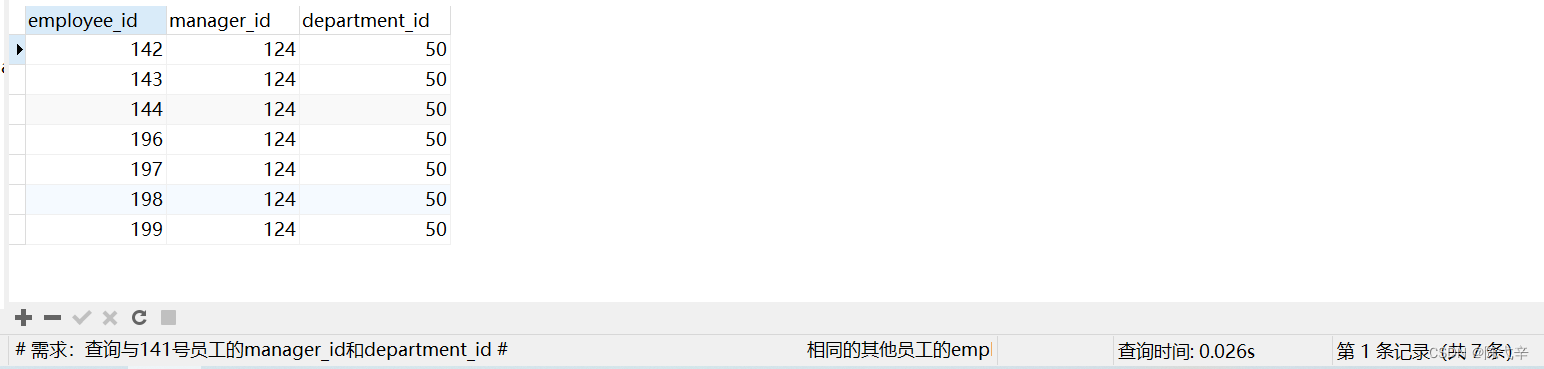 employee_id manager_id department_id
142 124 50
143 124 50
144 124 50
196 124 50
197 124 50
198 124 50
199 124 50
# 需求：查询与141号员工的manager_id和department_id # 相同的其他员工的emp 查询时间: 0.026s 第 1 条记录 (共 7 条)